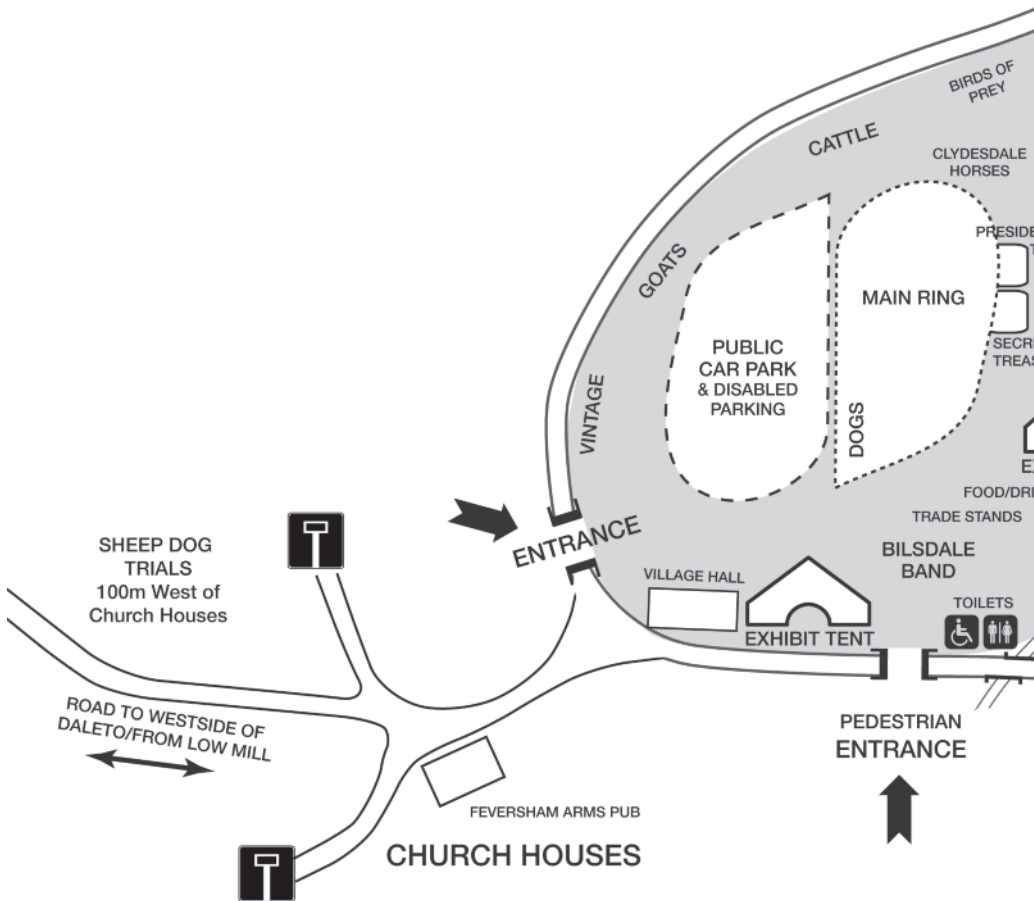 BIRDS OF
PREY
CATTLE
CLYDESDALE
HORSES
GOATS
MAIN RING
PUBLIC
CAR PARK
& DISABLED
PARKING
VINTAGE
DOGS
FOOD/DRI
TRADE STANDS
BILSDALE
BAND
ENTRANCE
VILLAGE HALL
EXHIBIT TENT
TOILETS
SHEEP DOG
TRIALS
100m West of
Church Houses
ROAD TO WESTSIDE OF
DALETO/FROM LOW MILL
PEDESTRIAN
ENTRANCE
FEVERSHAM ARMS PUB
CHURCH HOUSES